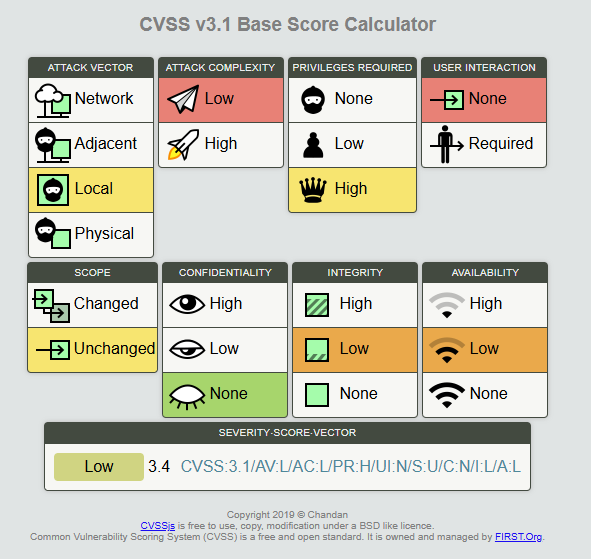 CVSS v3.1 Base Score Calculator
ATTACK VECTOR
Network
Adjacent
Local
Physical
ATTACK COMPLEXITY
Low
High
PRIVILEGES REQUIRED
None
Low
High
USER INTERACTION
None
Required
SCOPE
Changed
Unchanged
CONFIDENTIALITY
High
Low
None
INTEGRITY
High
Low
None
AVAILABILITY
High
Low
None
SEVERITY-SCORE-VECTOR
Low 3.4 CVSS:3.1/AV:L/AC:L/PR:H/UI:N/S:U/C:N/I:L/A:L
Copyright 2019 © Chandan
CVSSjs is free to use, copy, modification under a BSD like licence.
Common Vulnerability Scoring System (CVSS) is a free and open standard. It is owned and managed by FIRST.Org.